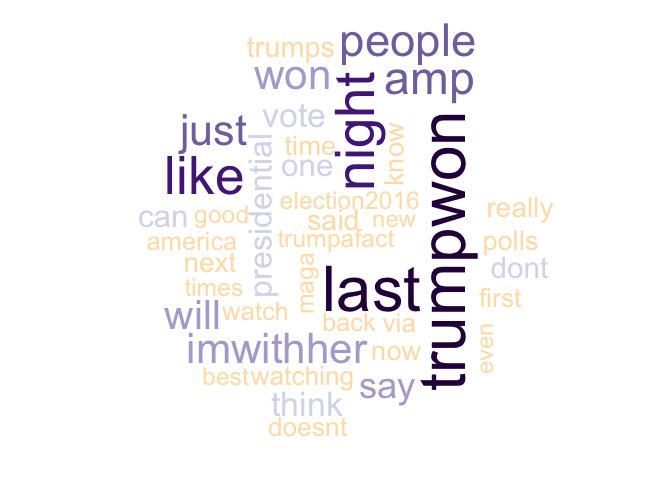 trumps
people
won
amp
night
just
vote
trumpwon
time
know
like
one
presidential
election2016
can
good
said
new
really
america
trumpafact
polls
next
maga
last
dont
times
first
will
watch
back
via
imwithher
now
even
best
watching
say
think
doesnt